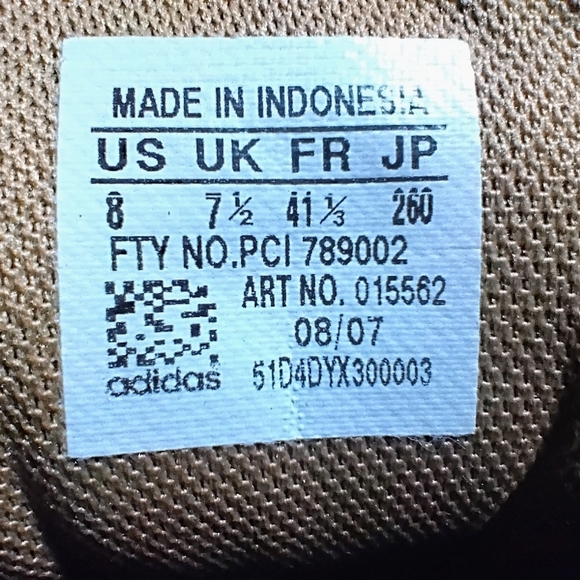 MADE IN INDONESIA
US UK FR JP
8 7½ 41⅓ 260
FTY NO.PCI 789002
ART NO. 015562
08/07
adidas 51D4DYX300003